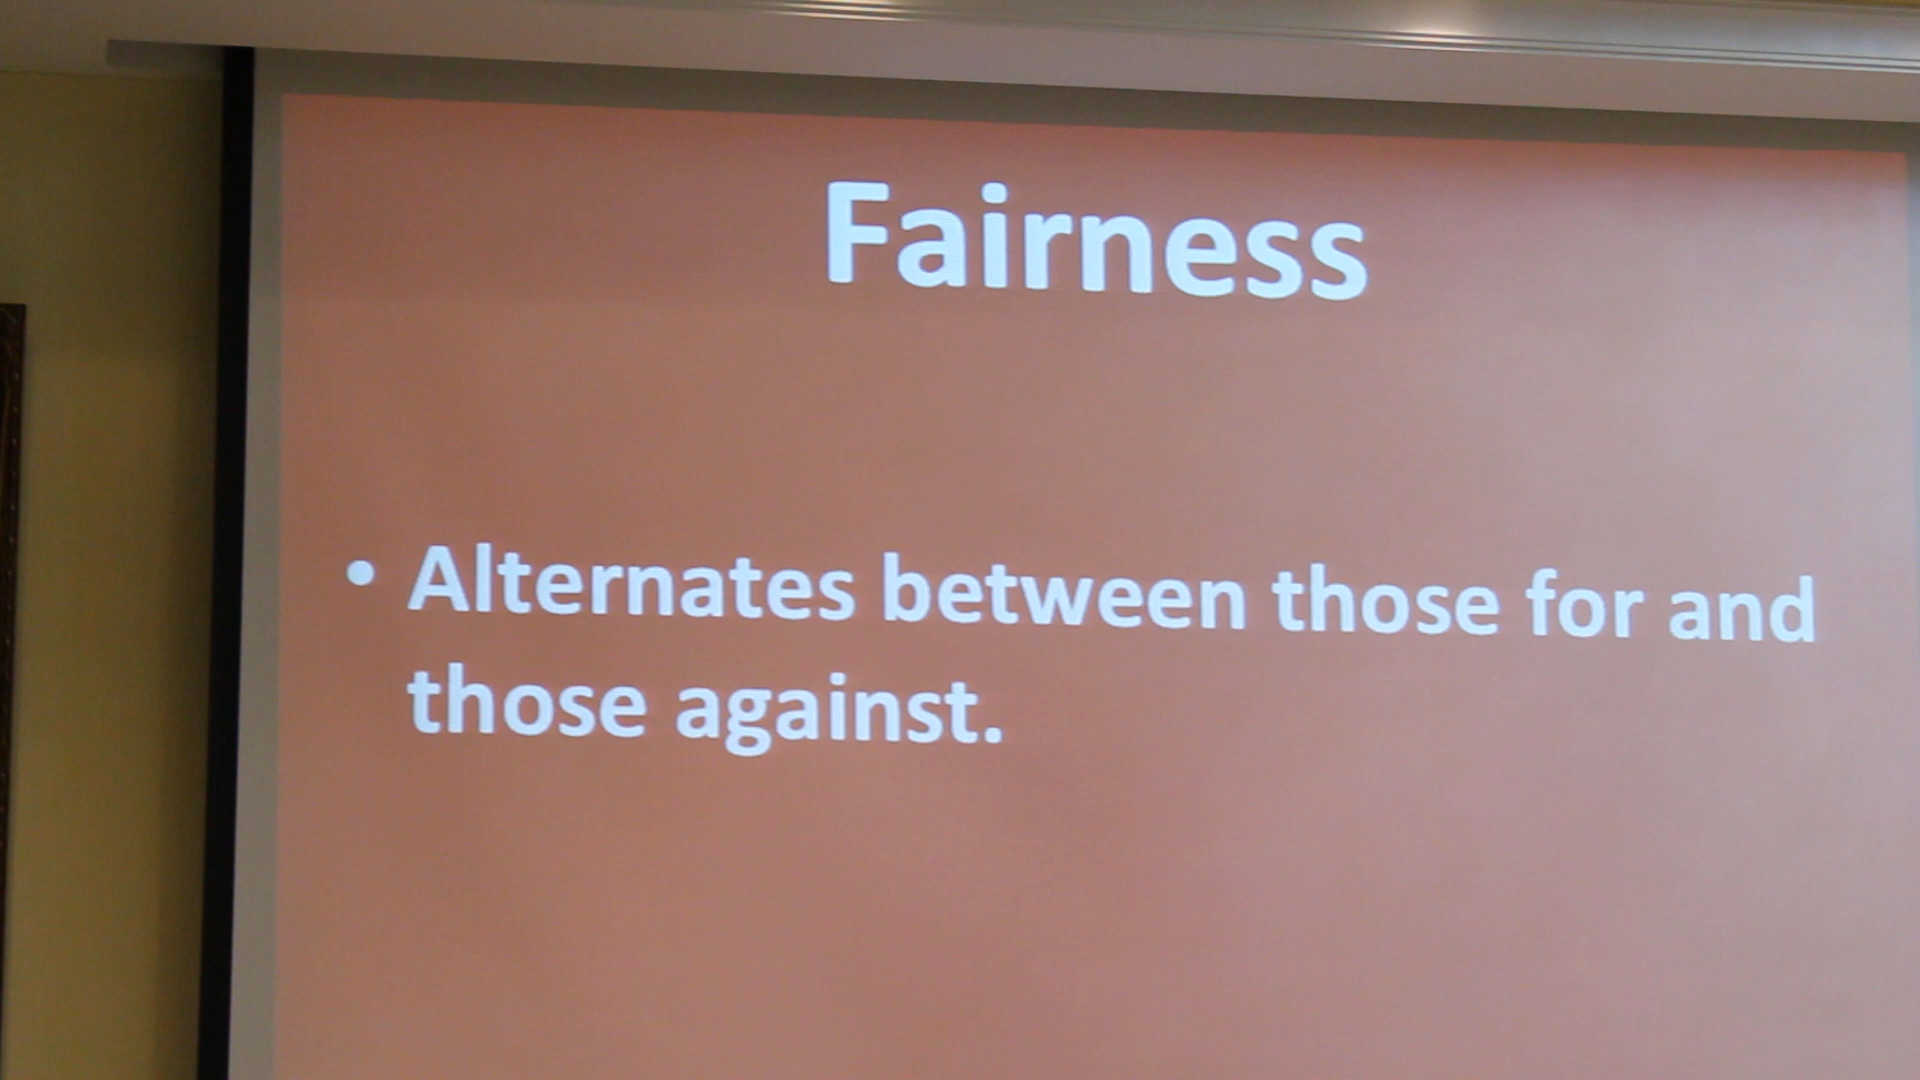 Fairness
• Alternates between those for and
those against.